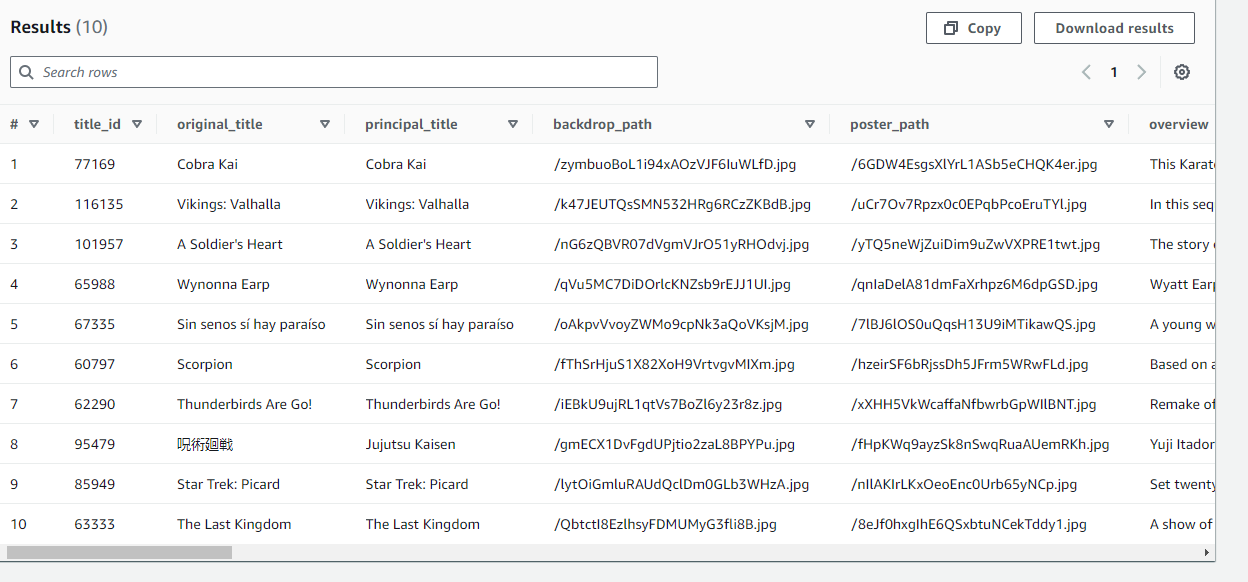 Results (10)
Copy
Download results
Search rows
1
# title_id original_title principal_title backdrop_path poster_path overview
1 77169 Cobra Kai Cobra Kai /zymbuoBoL1i94xAOzVJF6IuWLfD.jpg /6GDW4EsgsXlYrL1ASb5eCHQK4er.jpg This Karat
2 116135 Vikings: Valhalla Vikings: Valhalla /k47JEUTQsSMN532HRg6RCzZKBdB.jpg /uCr7Ov7Rpzx0c0EPqbPcoEruTYl.jpg In this seq
3 101957 A Soldier's Heart A Soldier's Heart /nG6zQBVR07dVgmVJrO51yRHOdvj.jpg /yTQ5neWjZuiDim9uZwVXPRE1twt.jpg The story
4 65988 Wynonna Earp Wynonna Earp /qVu5MC7DiDOrlcKNZsb9rEJJ1UI.jpg /qnIaDelA81dmFaXrhpz6M6dpGSD.jpg Wyatt Earp
5 67335 Sin senos sí hay paraíso Sin senos sí hay paraíso /oAkpvVvoyZWMo9cpNk3aQoVKsjM.jpg /7lBJ6lOS0uQqsH13U9iMTikawQS.jpg A young w
6 60797 Scorpion Scorpion /fThSrHjuS1X82XoH9VrtvgvMIXm.jpg /hzeirSF6bRjssDh5JFrm5WRwFLd.jpg Based on a
7 62290 Thunderbirds Are Go! Thunderbirds Are Go! /iEBkU9ujRL1qtVs7BoZl6y23r8z.jpg /xXHH5VkWcaffaNfbwrbGpWIlBNT.jpg Remake of
8 95479 呪術廻戦 Jujutsu Kaisen /gmECX1DvFgdUPjtio2zaL8BPYPu.jpg /fHpKWq9ayzSk8nSwqRuaAUemRKh.jpg Yuji Itador
9 85949 Star Trek: Picard Star Trek: Picard /lytOiGmluRAUdQclDm0GLb3WHzA.jpg /nIlAKIrLKxOeoEnc0Urb65yNCp.jpg Set twenty
10 63333 The Last Kingdom The Last Kingdom /QbtctI8EzlhsyFDMUMyG3fli8B.jpg /8eJf0hxgIhE6QSxbtuNCekTddy1.jpg A show of